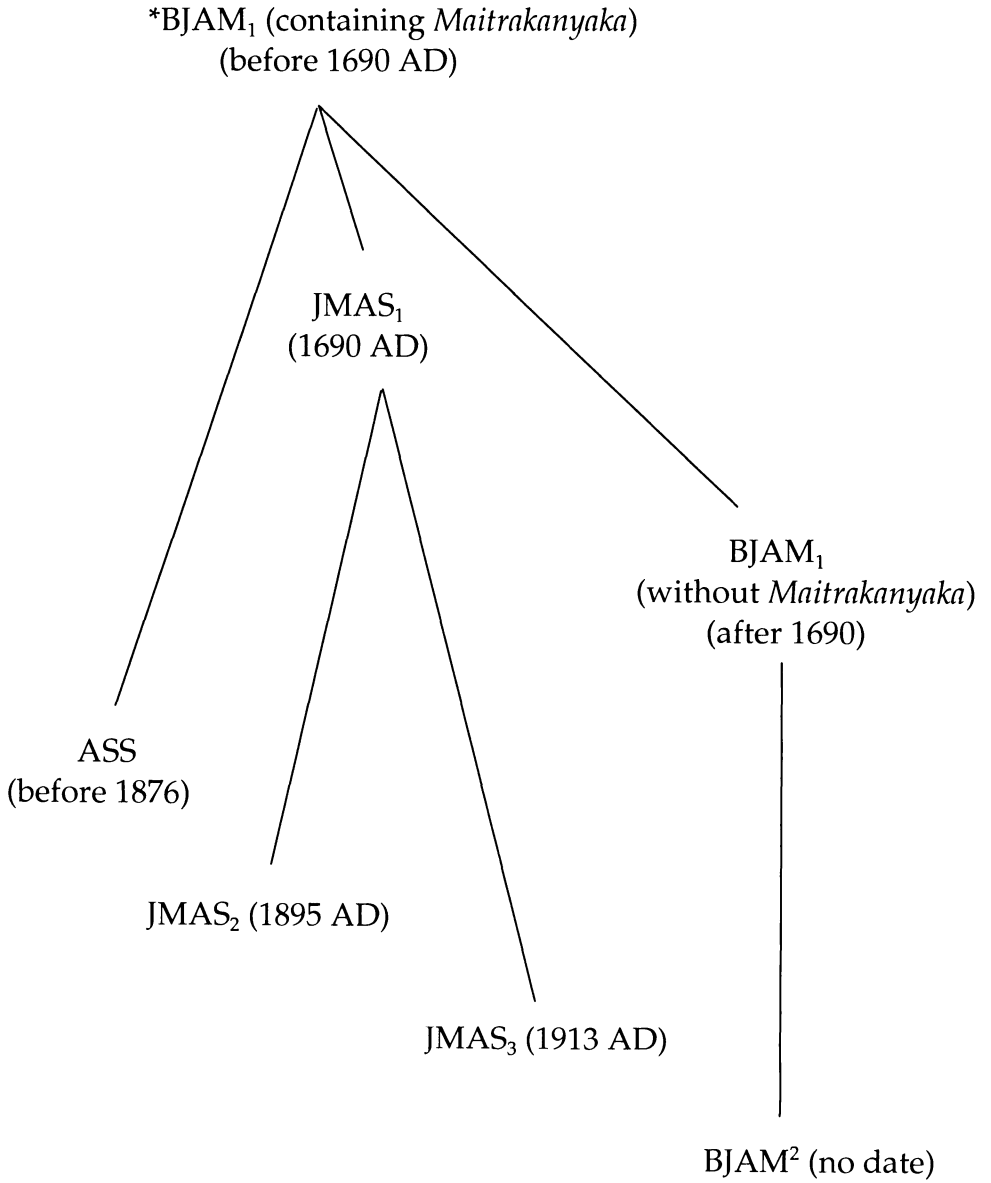 *BJAM₁ (containing Maitrakanyaka)
(before 1690 AD)
JMAS₁
(1690 AD)
BJAM₁
(without Maitrakanyaka)
(after 1690)
ASS
(before 1876)
JMAS₂ (1895 AD)
JMAS₃ (1913 AD)
BJAM² (no date)